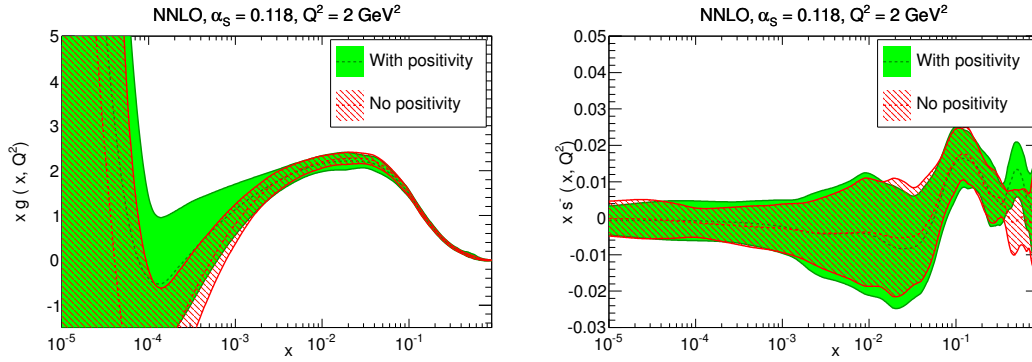 NNLO, α_S = 0.118, Q² = 2 GeV²
With positivity
No positivity
x g ( x, Q²)
5
4
3
2
1
0
-1
10⁻⁵
10⁻⁴
10⁻³
10⁻²
10⁻¹
x
NNLO, α_S = 0.118, Q² = 2 GeV²
With positivity
No positivity
x s⁻ ( x, Q²)
0.05
0.04
0.03
0.02
0.01
0
-0.01
-0.02
-0.03
10⁻⁵
10⁻⁴
10⁻³
10⁻²
10⁻¹
x